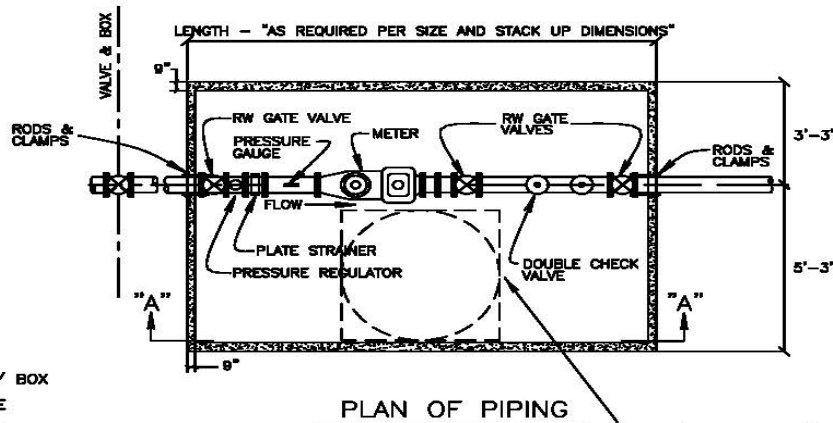 LENGTH - "AS REQUIRED PER SIZE AND STACK UP DIMENSIONS"
VALVE & BOX
9"
RODS &
CLAMPS
RW GATE VALVE
PRESSURE
GAUGE
METER
RW GATE
VALVES
RODS &
CLAMPS
3'-3"
FLOW
PLATE STRAINER
PRESSURE REGULATOR
DOUBLE CHECK
VALVE
5'-3"
"A"
"A"
9"
BOX
PLAN OF PIPING